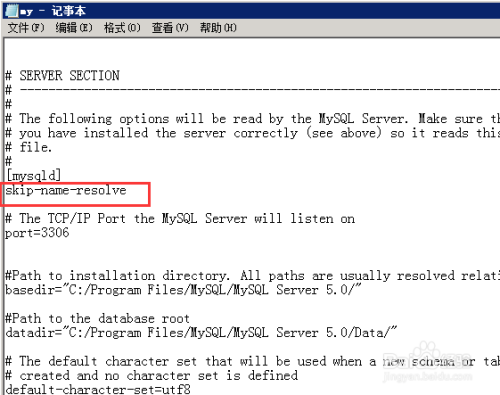 my - 记事本
文件(F) 编辑(E) 格式(O) 查看(V) 帮助(H)
# SERVER SECTION
# ----------------------------------------------------------------------
#
# The following options will be read by the MySQL Server. Make sure th
# you have installed the server correctly (see above) so it reads this
# file.
#
[mysqld]
skip-name-resolve
# The TCP/IP Port the MySQL Server will listen on
port=3306
#Path to installation directory. All paths are usually resolved relati
basedir="C:/Program Files/MySQL/MySQL Server 5.0/"
#Path to the database root
datadir="C:/Program Files/MySQL/MySQL Server 5.0/Data/"
# The default character set that will be used when a new schema or tab
# created and no character set is defined
default-character-set=utf8
jingyan.baidu.com